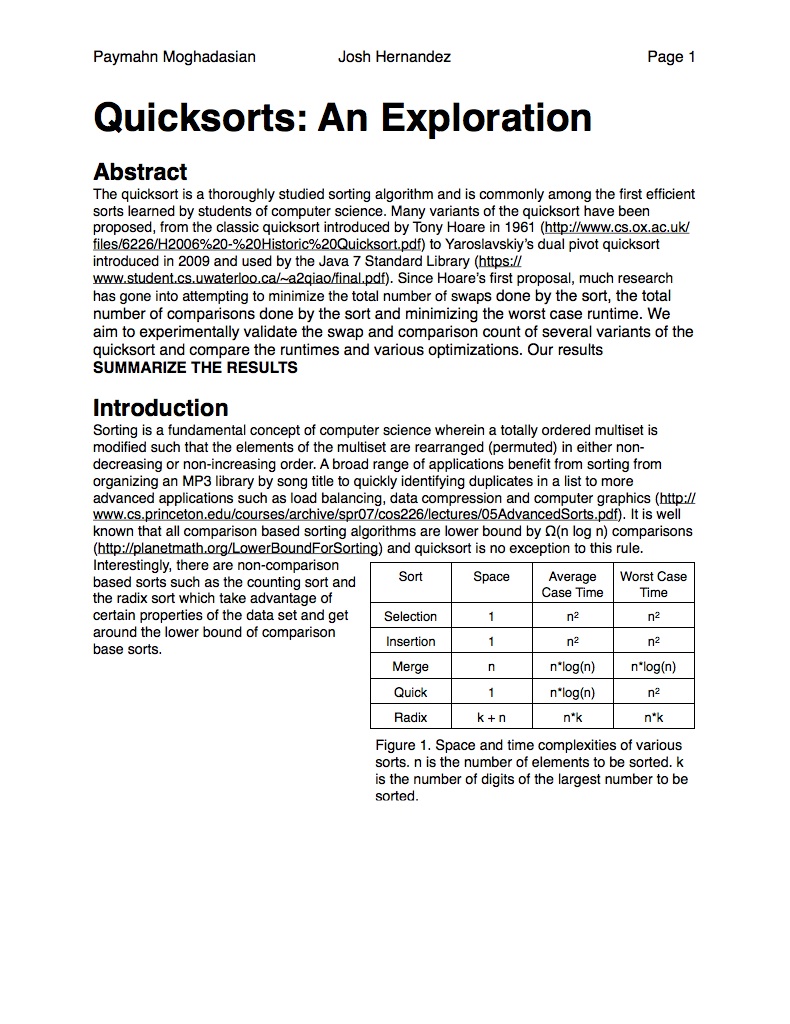 Paymahn Moghadasian Josh Hernandez Page 1
Quicksorts: An Exploration
Abstract
The quicksort is a thoroughly studied sorting algorithm and is commonly among the first efficient
sorts learned by students of computer science. Many variants of the quicksort have been
proposed, from the classic quicksort introduced by Tony Hoare in 1961 (http://www.cs.ox.ac.uk/
files/6226/H2006%20-%20Historic%20Quicksort.pdf) to Yaroslavskiy's dual pivot quicksort
introduced in 2009 and used by the Java 7 Standard Library (https://
www.student.cs.uwaterloo.ca/~a2qiao/final.pdf). Since Hoare's first proposal, much research
has gone into attempting to minimize the total number of swaps done by the sort, the total
number of comparisons done by the sort and minimizing the worst case runtime. We
aim to experimentally validate the swap and comparison count of several variants of the
quicksort and compare the runtimes and various optimizations. Our results
SUMMARIZE THE RESULTS
Introduction
Sorting is a fundamental concept of computer science wherein a totally ordered multiset is
modified such that the elements of the multiset are rearranged (permuted) in either non-
decreasing or non-increasing order. A broad range of applications benefit from sorting from
organizing an MP3 library by song title to quickly identifying duplicates in a list to more
advanced applications such as load balancing, data compression and computer graphics (http://
www.cs.princeton.edu/courses/archive/spr07/cos226/lectures/05AdvancedSorts.pdf). It is well
known that all comparison based sorting algorithms are lower bound by Ω(n log n) comparisons
(http://planetmath.org/LowerBoundForSorting) and quicksort is no exception to this rule.
Interestingly, there are non-comparison
based sorts such as the counting sort and
the radix sort which take advantage of
certain properties of the data set and get
around the lower bound of comparison
base sorts.
Sort Space Average Worst Case
Case Time Time
Selection 1 n² n²
Insertion 1 n² n²
Merge n n*log(n) n*log(n)
Quick 1 n*log(n) n²
Radix k + n n*k n*k
Figure 1. Space and time complexities of various
sorts. n is the number of elements to be sorted. k
is the number of digits of the largest number to be
sorted.